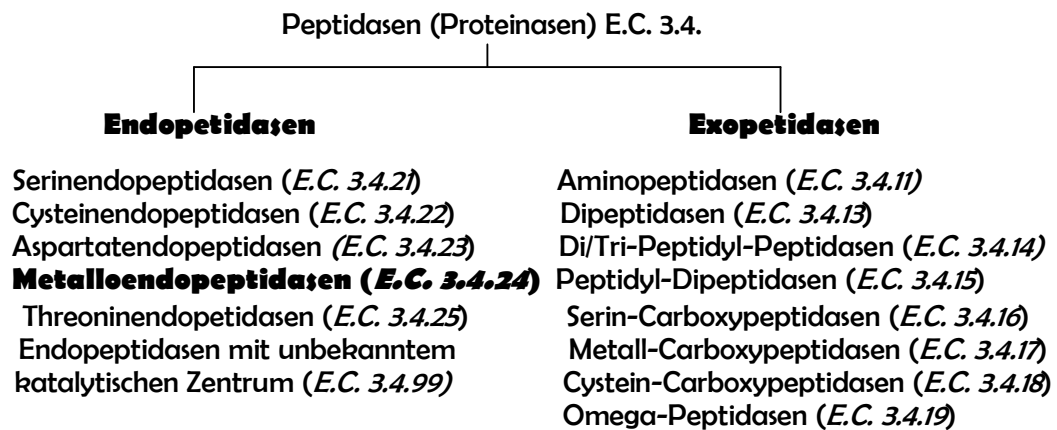 Peptidasen (Proteinasen) E.C. 3.4.
Endopetidasen
Serinendopeptidasen (E.C. 3.4.21)
Cysteinendopeptidasen (E.C. 3.4.22)
Aspartatendopeptidasen (E.C. 3.4.23)
Metalloendopeptidasen (E.C. 3.4.24)
Threoninendopetidasen (E.C. 3.4.25)
Endopeptidasen mit unbekanntem
katalytischen Zentrum (E.C. 3.4.99)
Exopetidasen
Aminopeptidasen (E.C. 3.4.11)
Dipeptidasen (E.C. 3.4.13)
Di/Tri-Peptidyl-Peptidasen (E.C. 3.4.14)
Peptidyl-Dipeptidasen (E.C. 3.4.15)
Serin-Carboxypeptidasen (E.C. 3.4.16)
Metall-Carboxypeptidasen (E.C. 3.4.17)
Cystein-Carboxypeptidasen (E.C. 3.4.18)
Omega-Peptidasen (E.C. 3.4.19)